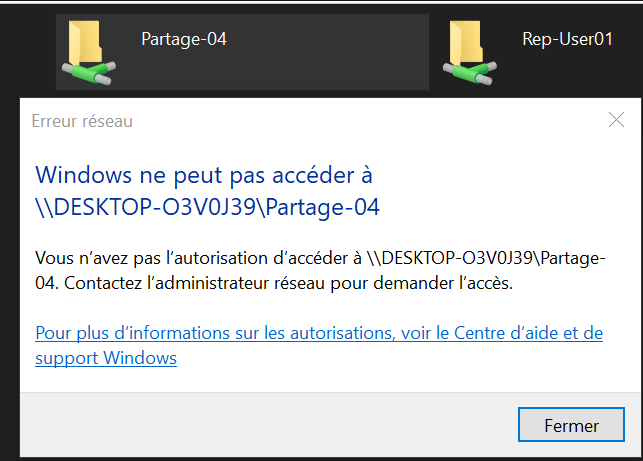 Partage-04
Rep-User01
Erreur réseau
Windows ne peut pas accéder à
\\DESKTOP-O3V0J39\Partage-04
Vous n’avez pas l’autorisation d’accéder à \\DESKTOP-O3V0J39\Partage-
04. Contactez l’administrateur réseau pour demander l’accès.
Pour plus d’informations sur les autorisations, voir le Centre d’aide et de
support Windows
Fermer